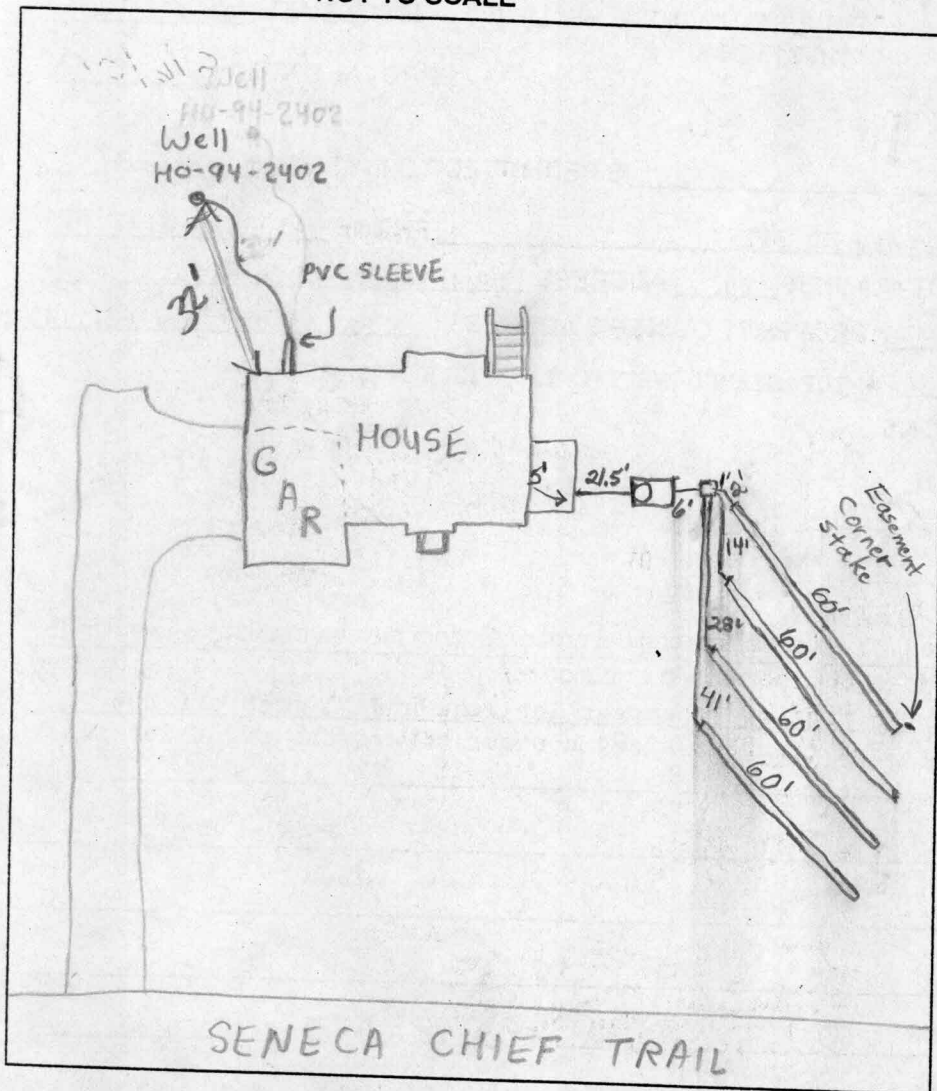 NOT TO SCALE
Well
HO-94-2402
Well
HO-94-2402
32'
PVC SLEEVE
HOUSE
G
A
R
5'
21.5'
6'
1'
2'
14'
28'
41'
60'
60'
60'
60'
Easement
Corner
stake
SENECA CHIEF TRAIL